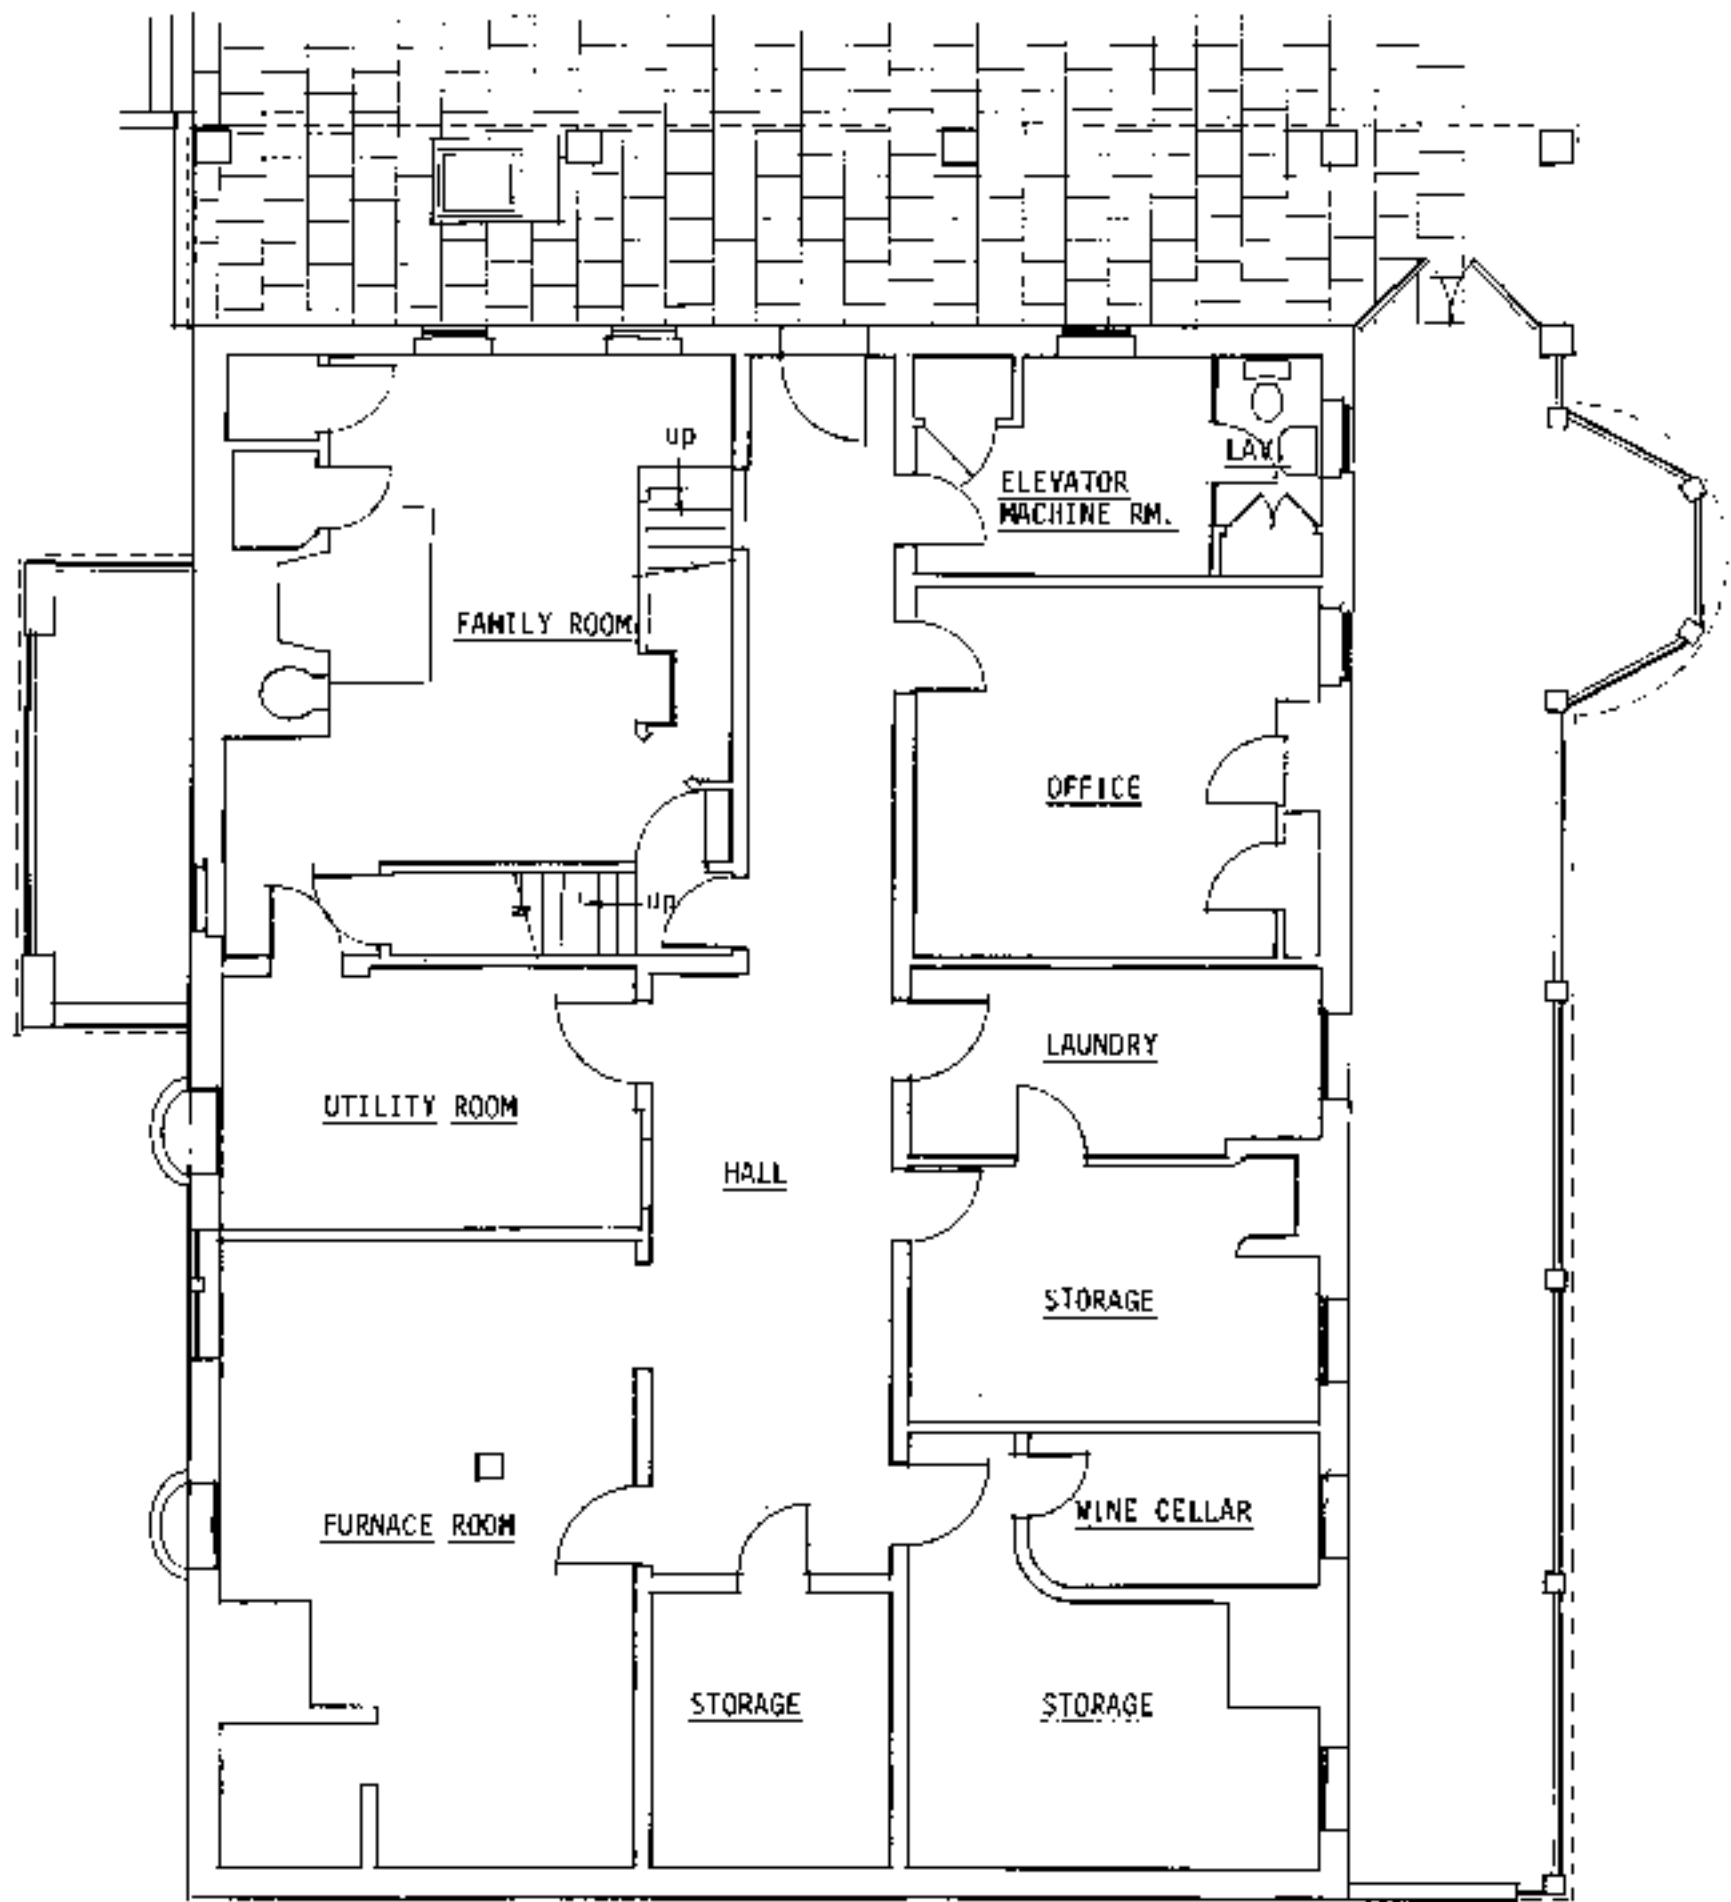 up
LAV.
ELEVATOR
MACHINE RM.
FAMILY ROOM
OFFICE
up
LAUNDRY
UTILITY ROOM
HALL
STORAGE
WINE CELLAR
FURNACE ROOM
STORAGE
STORAGE